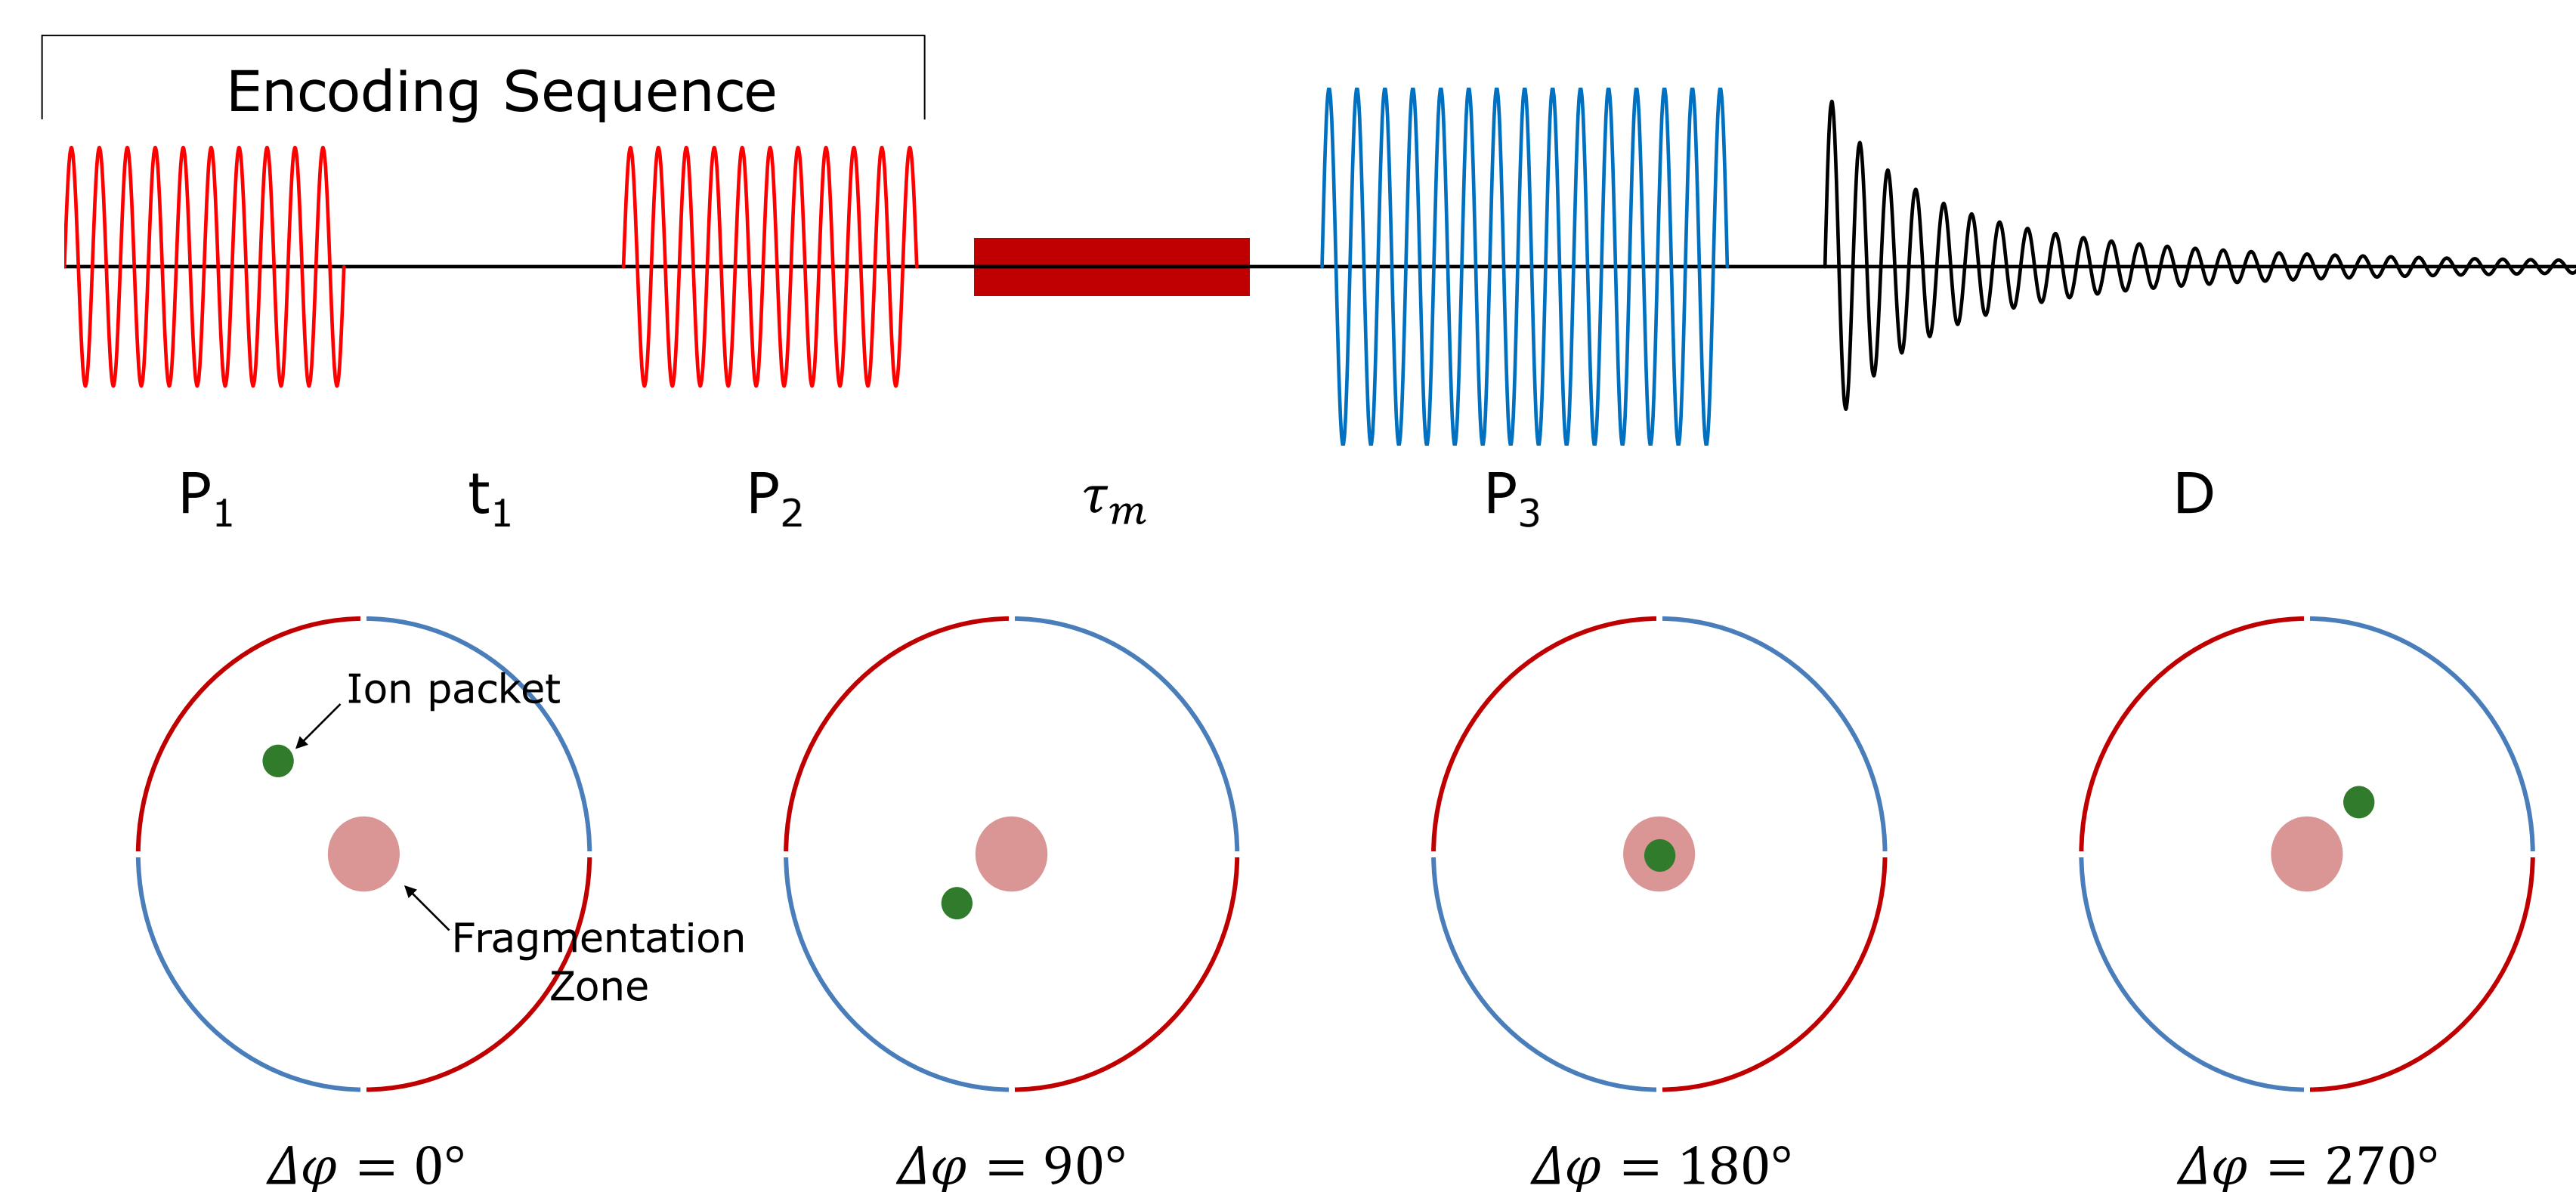 Encoding Sequence
P₁ t₁ P₂ τₘ P₃ D
Ion packet
Fragmentation
Zone
Δφ = 0° Δφ = 90° Δφ = 180° Δφ = 270°